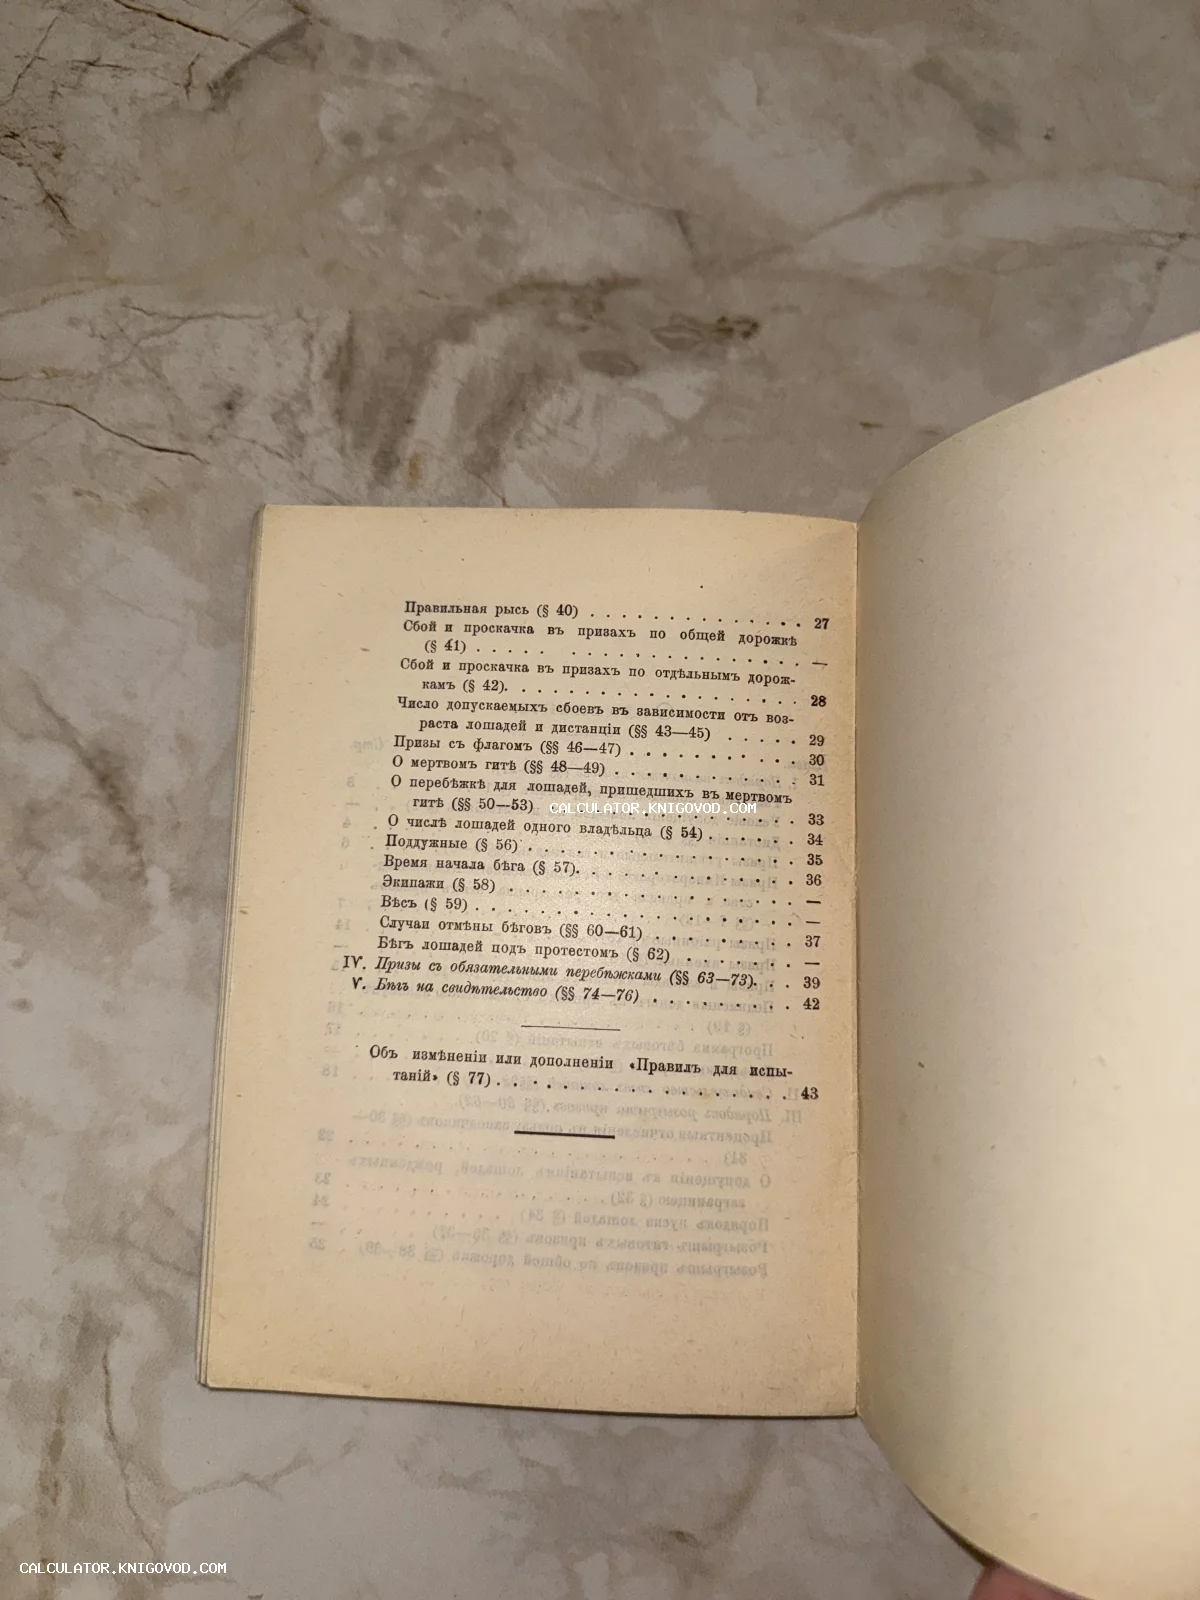 Правильная рысь (§ 40) . . . . . . . . . . . . . . 27
Сбой и проскачка въ призахъ по общей дорожкѣ
(§ 41) . . . . . . . . . . . . . . . . . —
Сбой и проскачка въ призахъ по отдѣльнымъ дорож-
камъ (§ 42). . . . . . . . . . . . . . . . 28
Число допускаемыхъ сбоевъ въ зависимости отъ воз-
раста лошадей и дистанціи (§§ 43—45) . . . . . 29
Призы съ флагомъ (§§ 46—47) . . . . . . . . . . 30
О мертвомъ гитѣ (§§ 48—49) . . . . . . . . . . . 31
О перебѣжкѣ для лошадей, пришедшихъ въ мертвомъ
гитѣ (§§ 50—53) . . . . . . . . . . . . . 33
О числѣ лошадей одного владѣльца (§ 54) . . . . . 34
Поддужные (§ 56) . . . . . . . . . . . . . . . 35
Время начала бѣга (§ 57). . . . . . . . . . . . 36
Экипажи (§ 58) . . . . . . . . . . . . . . . —
Вѣсъ (§ 59) . . . . . . . . . . . . . . . . —
Случаи отмѣны бѣговъ (§§ 60—61) . . . . . . . . 37
Бѣгъ лошадей подъ протестомъ (§ 62) . . . . . . —
IV. Призы съ обязательными перебѣжками (§§ 63—73). . . 39
V. Бѣгъ на свидѣтельство (§§ 74—76) . . . . . . . . 42
Объ измѣненіи или дополненіи «Правилъ для испы-
таній» (§ 77) . . . . . . . . . . . . . . . . 43
CALCULATOR.KNIGOVOD.COM
CALCULATOR.KNIGOVOD.COM
CALCULATOR.KNIGOVOD.COM